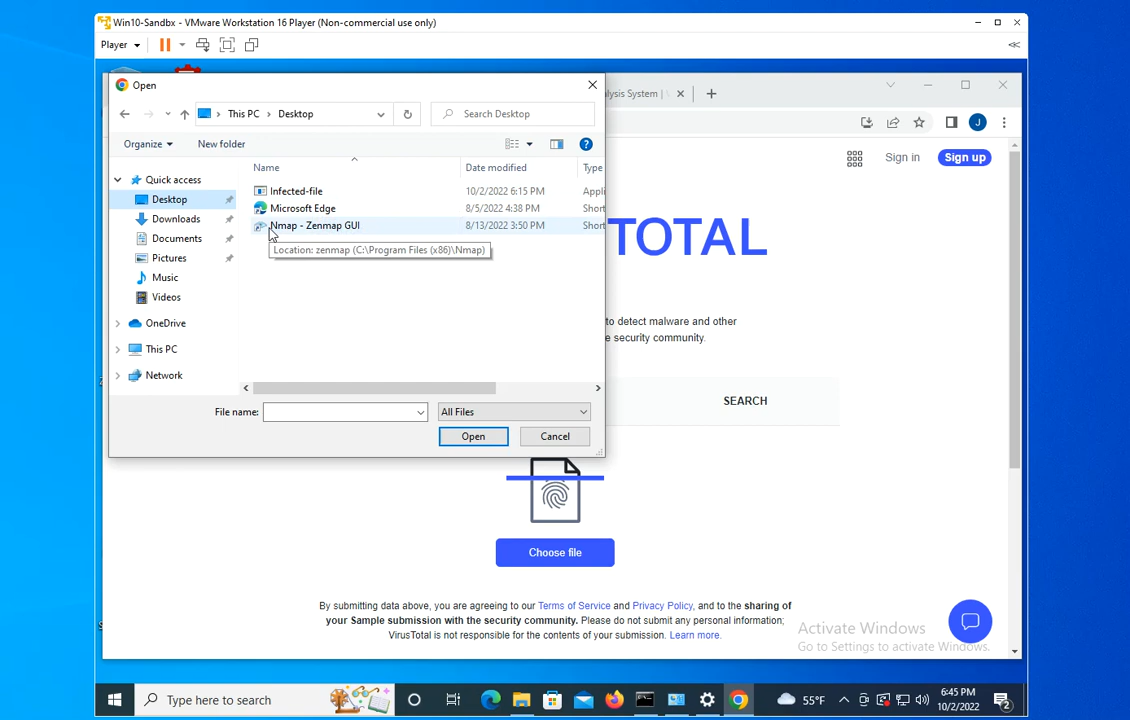 Win10-Sandbx - VMware Workstation 16 Player (Non-commercial use only)
Player
Open
alysis System |
This PC > Desktop
Search Desktop
Organize
New folder
Sign in
Sign up
Name
Date modified
Type
Quick access
Desktop
Downloads
Documents
Pictures
Music
Videos
OneDrive
This PC
Network
Infected-file 10/2/2022 6:15 PM Appli
Microsoft Edge 8/5/2022 4:38 PM Short
Nmap - Zenmap GUI 8/13/2022 3:50 PM Short
Location: zenmap (C:\Program Files (x86)\Nmap)
TOTAL
to detect malware and other
e security community.
SEARCH
File name:
All Files
Open
Cancel
Choose file
By submitting data above, you are agreeing to our Terms of Service and Privacy Policy, and to the sharing of
your Sample submission with the security community. Please do not submit any personal information;
VirusTotal is not responsible for the contents of your submission. Learn more.
Activate Windows
Go to Settings to activate Windows.
Type here to search
55°F
6:45 PM
10/2/2022
2
J